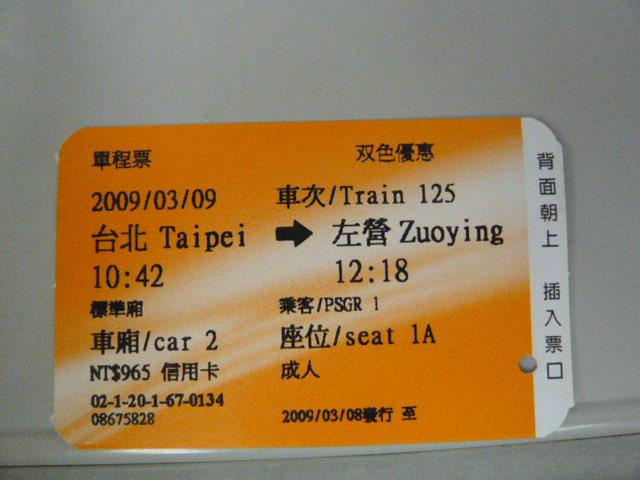 單程票 双色優惠
2009/03/09 車次/Train 125
台北 Taipei → 左營 Zuoying
10:42 12:18
標準廂 乘客/PSGR 1
車廂/car 2 座位/seat 1A
NT$965 信用卡 成人
02-1-20-1-67-0134
08675828 2009/03/08發行 至
背面朝上 插入票口